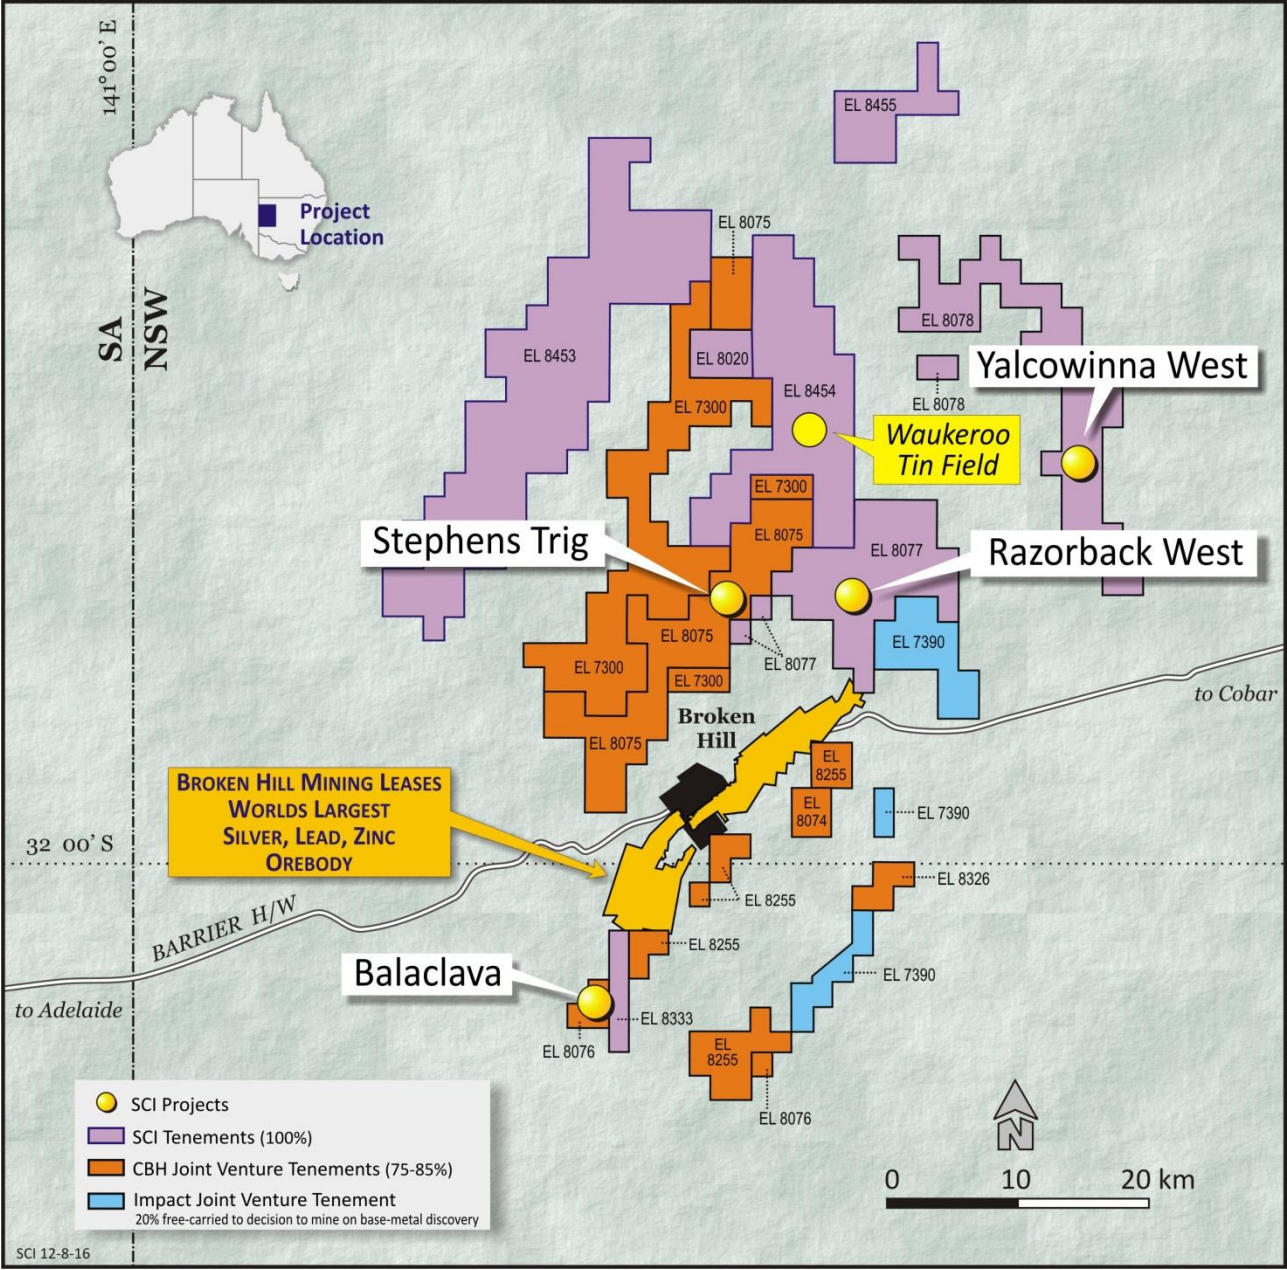 141°00' E
EL 8455
Project
Location
EL 8075
SA
NSW
EL 8078
EL 8453
EL 8020
Yalcowinna West
EL 8454
EL 8078
EL 7300
Waukeroo
Tin Field
EL 7300
Stephens Trig
EL 8075
EL 8077
Razorback West
EL 8075
EL 7390
EL 7300
EL 8077
EL 7300
to Cobar
Broken
Hill
EL 8075
EL
8255
BROKEN HILL MINING LEASES
WORLDS LARGEST
SILVER, LEAD, ZINC
OREBODY
EL
8074
EL 7390
32 00' S
EL 8326
EL 8255
BARRIER H/W
EL 8255
Balaclava
EL 7390
to Adelaide
EL 8333
EL 8076
EL
8255
EL 8076
SCI Projects
SCI Tenements (100%)
CBH Joint Venture Tenements (75-85%)
Impact Joint Venture Tenement
20% free-carried to decision to mine on base-metal discovery
N
0 10 20 km
SCI 12-8-16